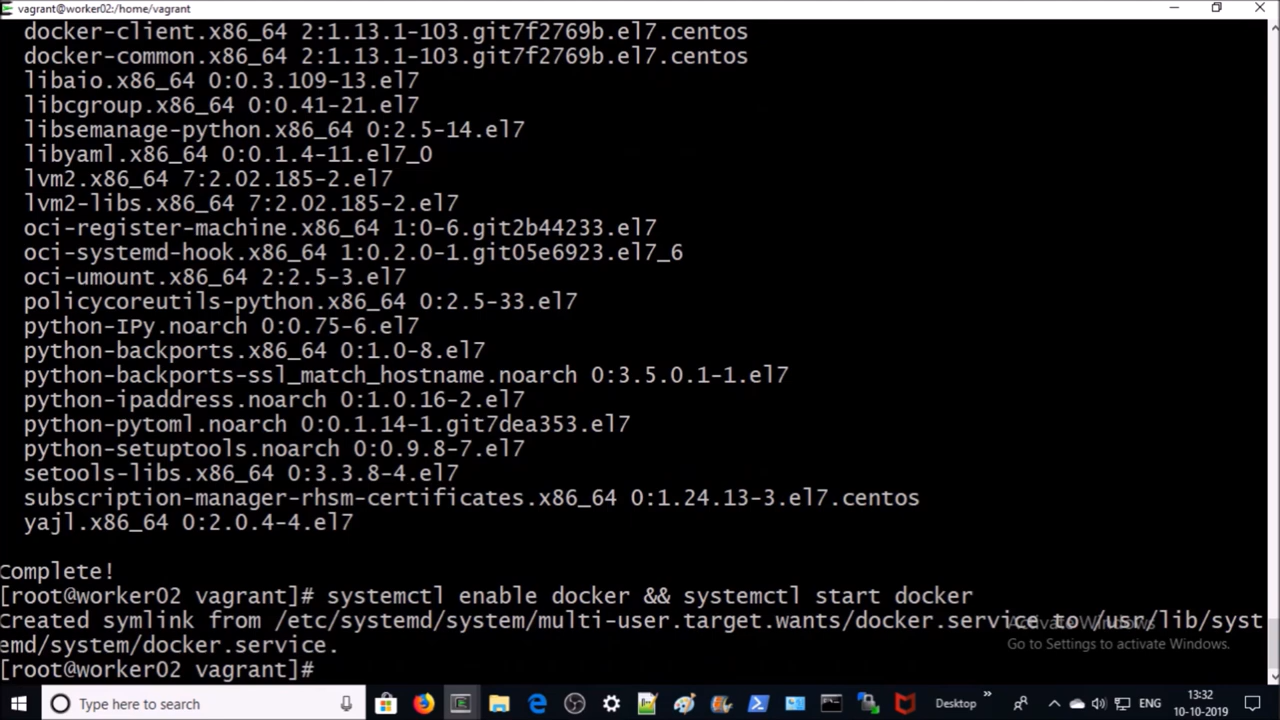 vagrant@worker02:/home/vagrant
docker-client.x86_64 2:1.13.1-103.git7f2769b.el7.centos
docker-common.x86_64 2:1.13.1-103.git7f2769b.el7.centos
libaio.x86_64 0:0.3.109-13.el7
libcgroup.x86_64 0:0.41-21.el7
libsemanage-python.x86_64 0:2.5-14.el7
libyaml.x86_64 0:0.1.4-11.el7_0
lvm2.x86_64 7:2.02.185-2.el7
lvm2-libs.x86_64 7:2.02.185-2.el7
oci-register-machine.x86_64 1:0-6.git2b44233.el7
oci-systemd-hook.x86_64 1:0.2.0-1.git05e6923.el7_6
oci-umount.x86_64 2:2.5-3.el7
policycoreutils-python.x86_64 0:2.5-33.el7
python-IPy.noarch 0:0.75-6.el7
python-backports.x86_64 0:1.0-8.el7
python-backports-ssl_match_hostname.noarch 0:3.5.0.1-1.el7
python-ipaddress.noarch 0:1.0.16-2.el7
python-pytoml.noarch 0:0.1.14-1.git7dea353.el7
python-setuptools.noarch 0:0.9.8-7.el7
setools-libs.x86_64 0:3.3.8-4.el7
subscription-manager-rhsm-certificates.x86_64 0:1.24.13-3.el7.centos
yajl.x86_64 0:2.0.4-4.el7
Complete!
[root@worker02 vagrant]# systemctl enable docker && systemctl start docker
Created symlink from /etc/systemd/system/multi-user.target.wants/docker.service to /usr/lib/syst
emd/system/docker.service.
[root@worker02 vagrant]#
Activate Windows
Go to Settings to activate Windows.
Type here to search
Desktop
ENG
13:32
10-10-2019